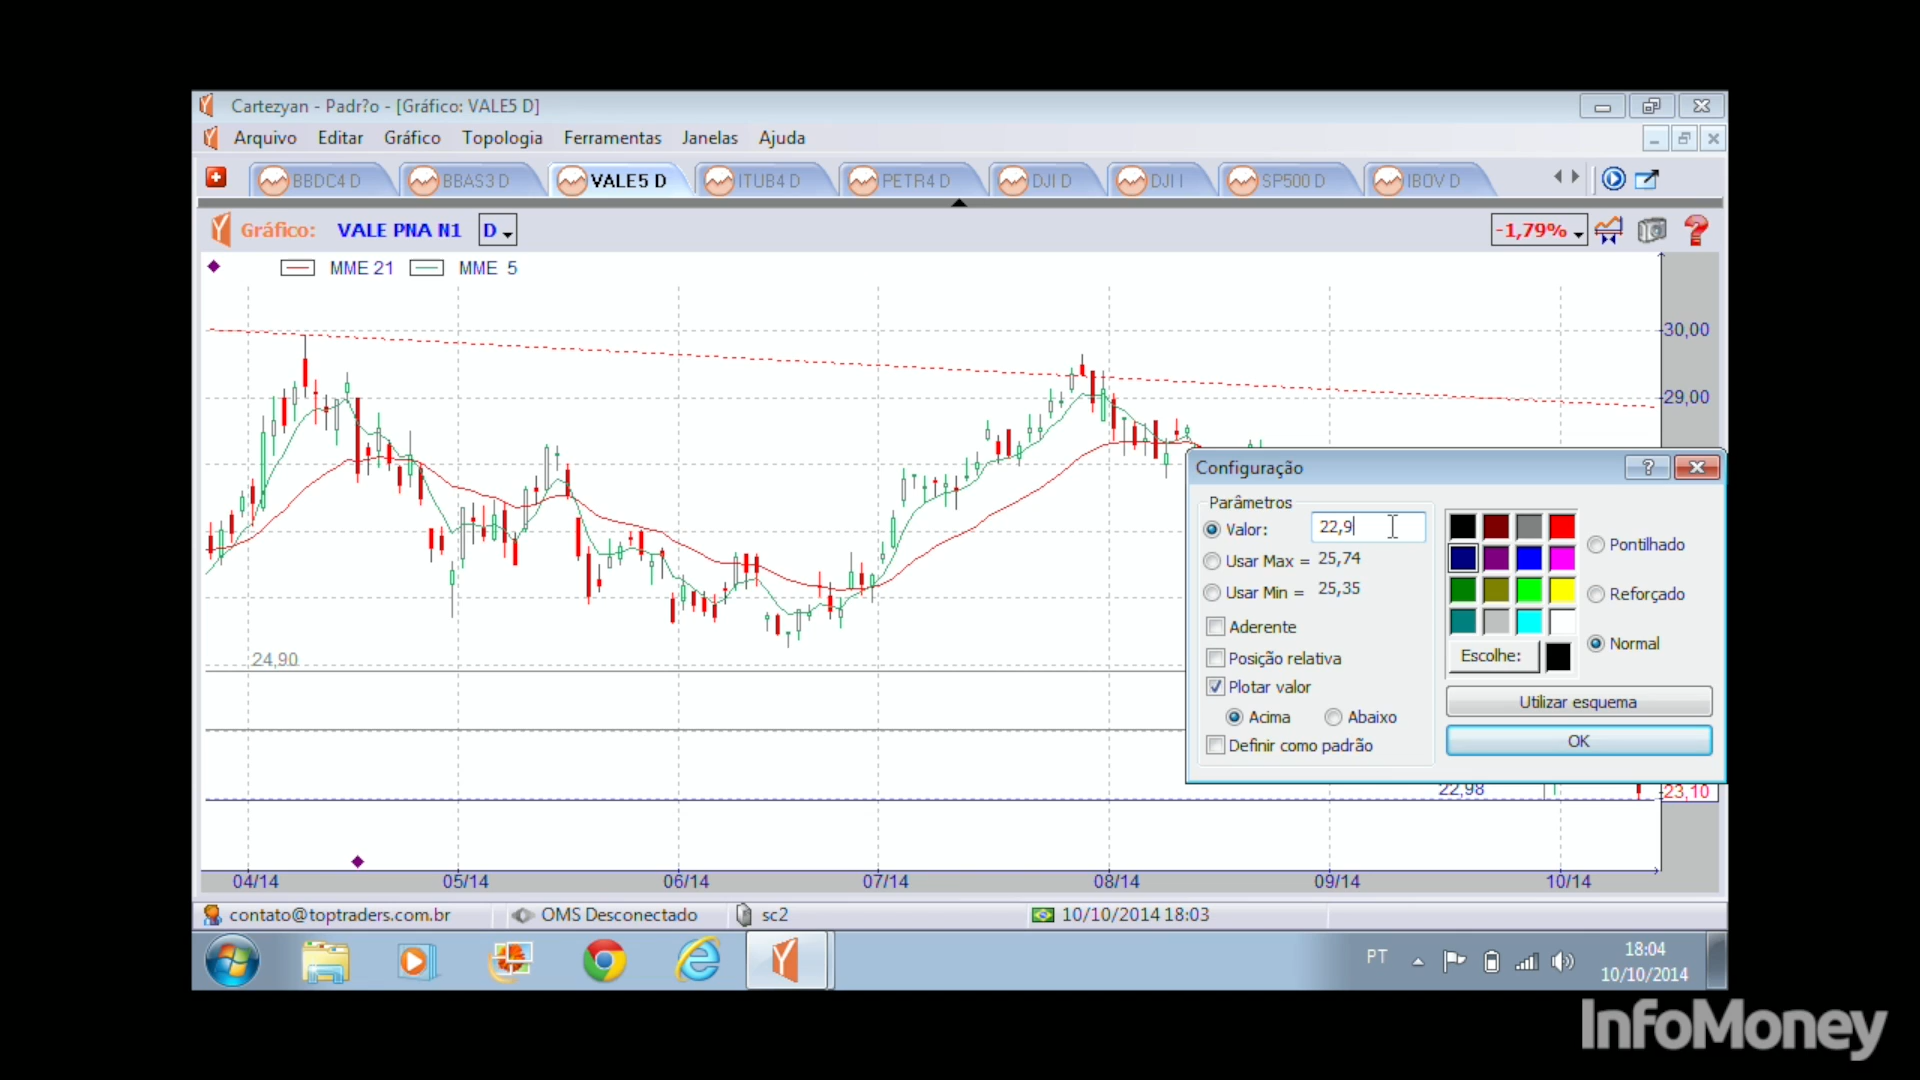 Cartezyan - Padr?o - [Gráfico: VALE5 D]
Arquivo Editar Gráfico Topologia Ferramentas Janelas Ajuda
BBDC4 D BBAS3 D VALE5 D ITUB4 D PETR4 D DJI D DJI I SP500 D IBOV D
Gráfico: VALE PNA N1 D -1,79%
MME 21 MME 5
30,00
29,00
Configuração
Parâmetros
Valor: 22,9
Usar Max = 25,74
Usar Min = 25,35
Aderente
Posição relativa
Plotar valor
Acima Abaixo
Definir como padrão
Pontilhado
Reforçado
Normal
Escolhe:
Utilizar esquema
OK
24,90
22,98
23,10
04/14 05/14 06/14 07/14 08/14 09/14 10/14
contato@toptraders.com.br OMS Desconectado sc2 10/10/2014 18:03
PT
18:04
10/10/2014
InfoMoney